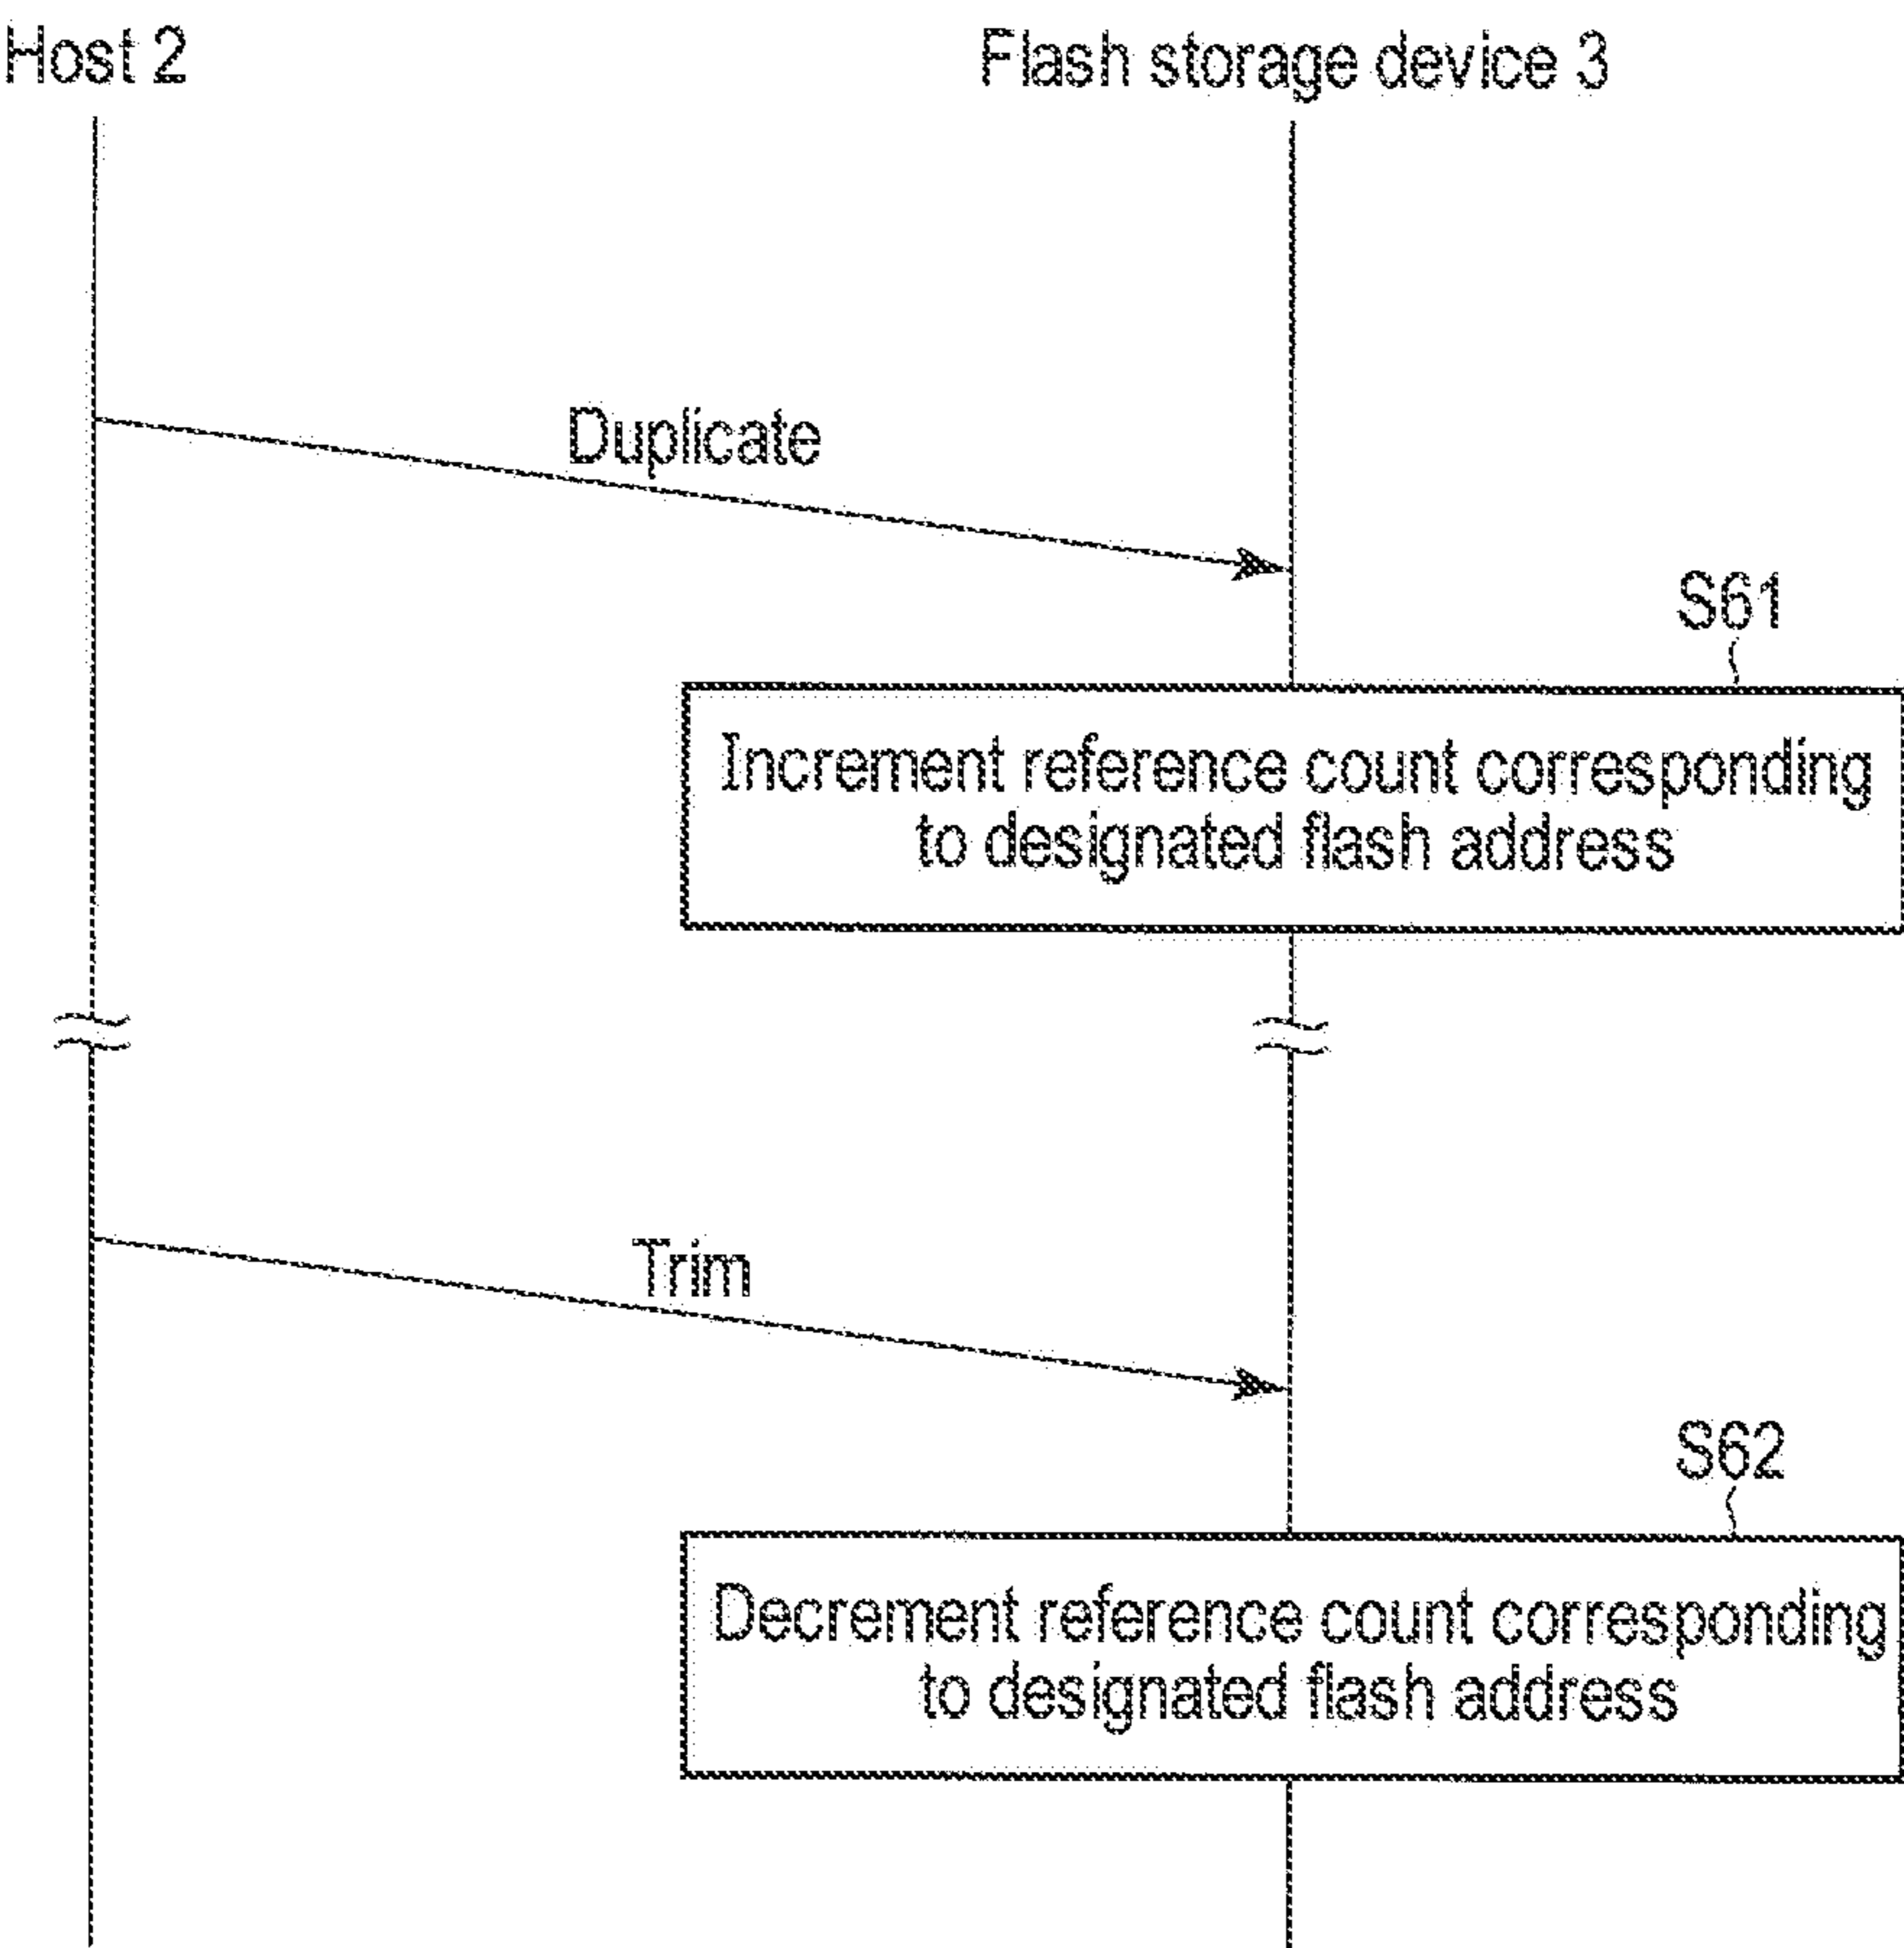 Host 2
Flash storage device 3
Duplicate
S61
Increment reference count corresponding
to designated flash address
Trim
S62
Decrement reference count corresponding
to designated flash address